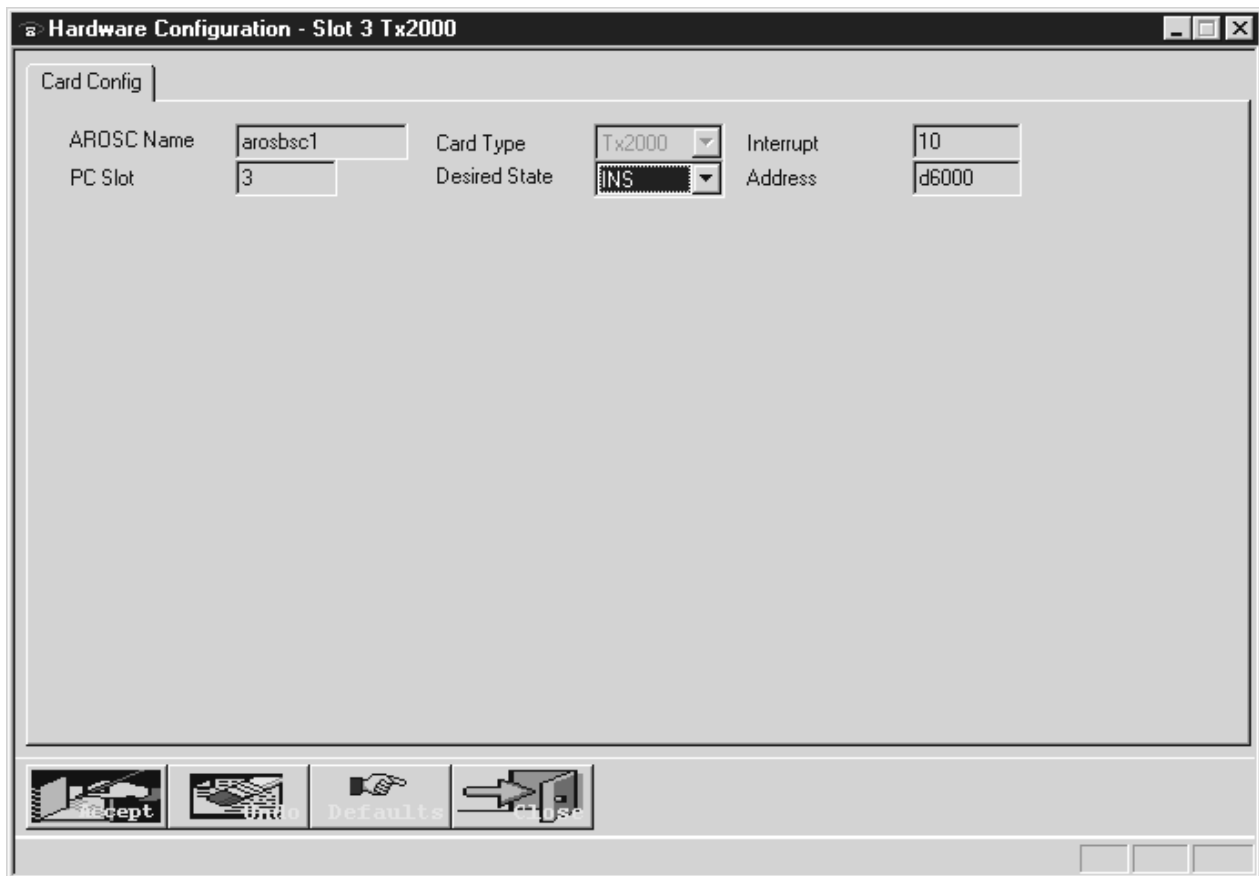 Hardware Configuration - Slot 3 Tx2000
Card Config
AROSC Name arosbsc1 Card Type Tx2000 Interrupt 10
PC Slot 3 Desired State INS Address d6000
Accept Undo Defaults Close